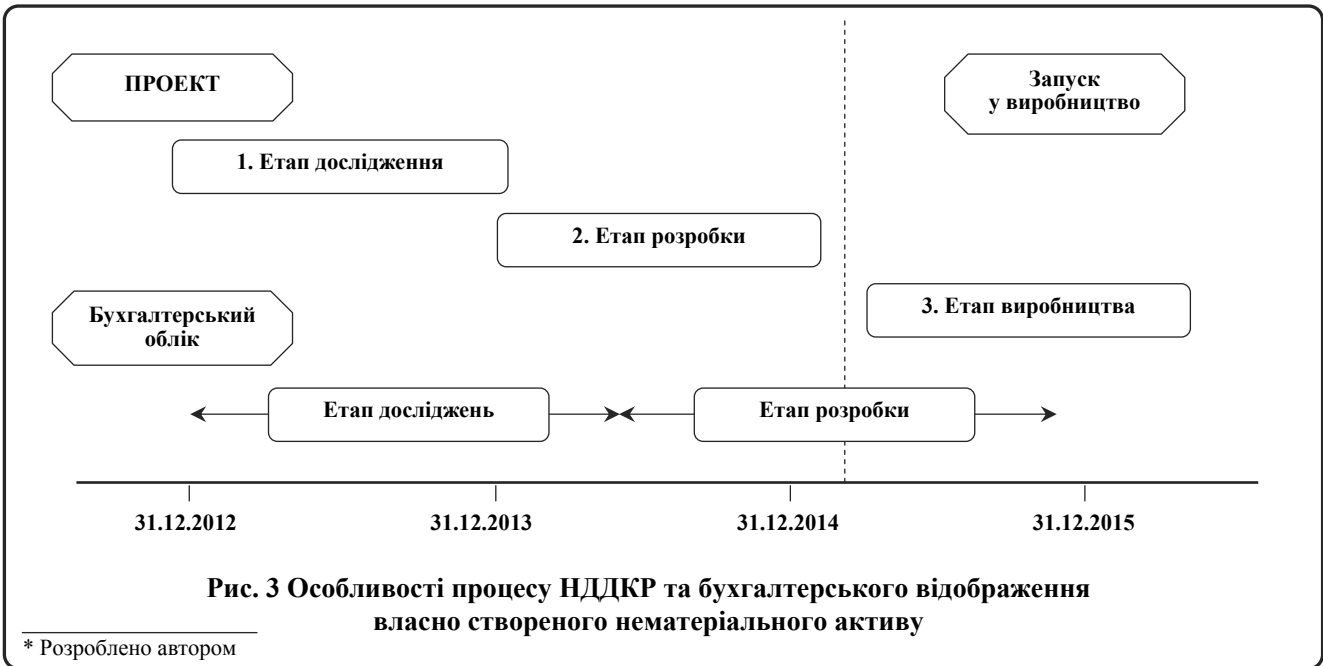 ПРОЕКТ
Запуск
у виробництво
1. Етап дослідження
2. Етап розробки
3. Етап виробництва
Бухгалтерський
облік
Етап досліджень
Етап розробки
31.12.2012
31.12.2013
31.12.2014
31.12.2015
Рис. 3 Особливості процесу НДДКР та бухгалтерського відображення
власно створеного нематеріального активу
* Розроблено автором